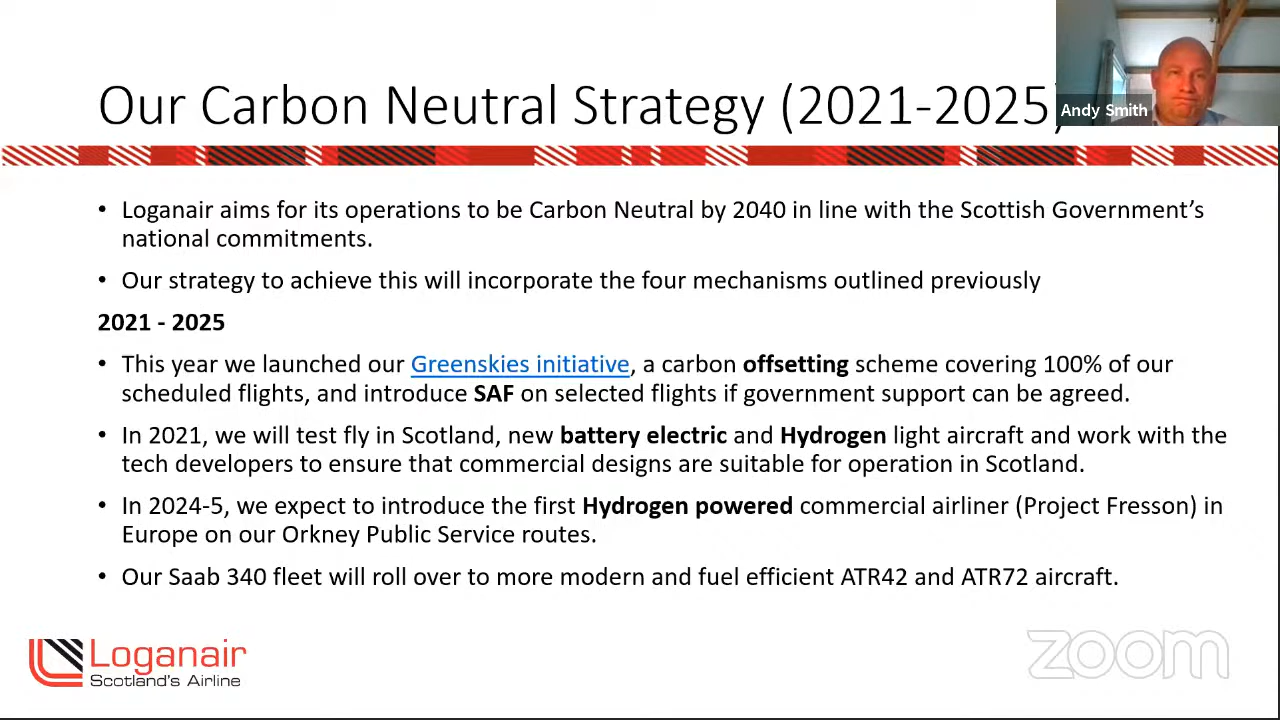 Our Carbon Neutral Strategy (2021-2025)
Andy Smith
• Loganair aims for its operations to be Carbon Neutral by 2040 in line with the Scottish Government’s
national commitments.
• Our strategy to achieve this will incorporate the four mechanisms outlined previously
2021 - 2025
• This year we launched our Greenskies initiative, a carbon offsetting scheme covering 100% of our
scheduled flights, and introduce SAF on selected flights if government support can be agreed.
• In 2021, we will test fly in Scotland, new battery electric and Hydrogen light aircraft and work with the
tech developers to ensure that commercial designs are suitable for operation in Scotland.
• In 2024-5, we expect to introduce the first Hydrogen powered commercial airliner (Project Fresson) in
Europe on our Orkney Public Service routes.
• Our Saab 340 fleet will roll over to more modern and fuel efficient ATR42 and ATR72 aircraft.
Loganair
Scotland's Airline
zoom